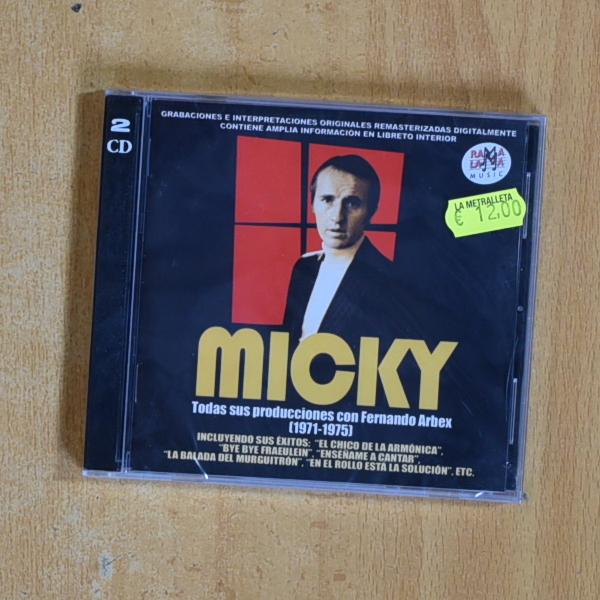 2
CD
GRABACIONES E INTERPRETACIONES ORIGINALES REMASTERIZADAS DIGITALMENTE
CONTIENE AMPLIA INFORMACIÓN EN LIBRETO INTERIOR
RAMA
LAMA
MUSIC
LA METRALLETA
€ 12,00
MICKY
Todas sus producciones con Fernando Arbex
(1971-1975)
INCLUYENDO SUS ÉXITOS: "EL CHICO DE LA ARMÓNICA",
"BYE BYE FRAEULEIN", "ENSEÑAME A CANTAR",
"LA BALADA DEL MURGUITRÓN", "EN EL ROLLO ESTÁ LA SOLUCIÓN", ETC.